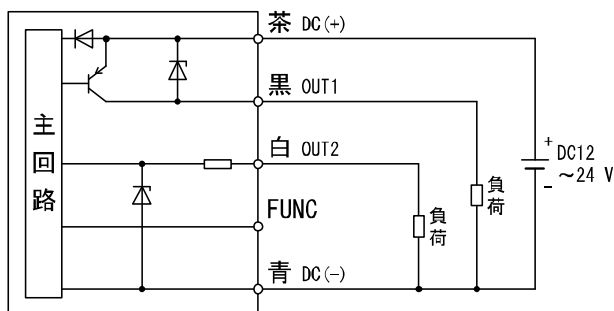 茶 DC(+)
黒 OUT1
主回路
白 OUT2
FUNC
青 DC(−)
負荷
負荷
+
−
DC12
～24 V